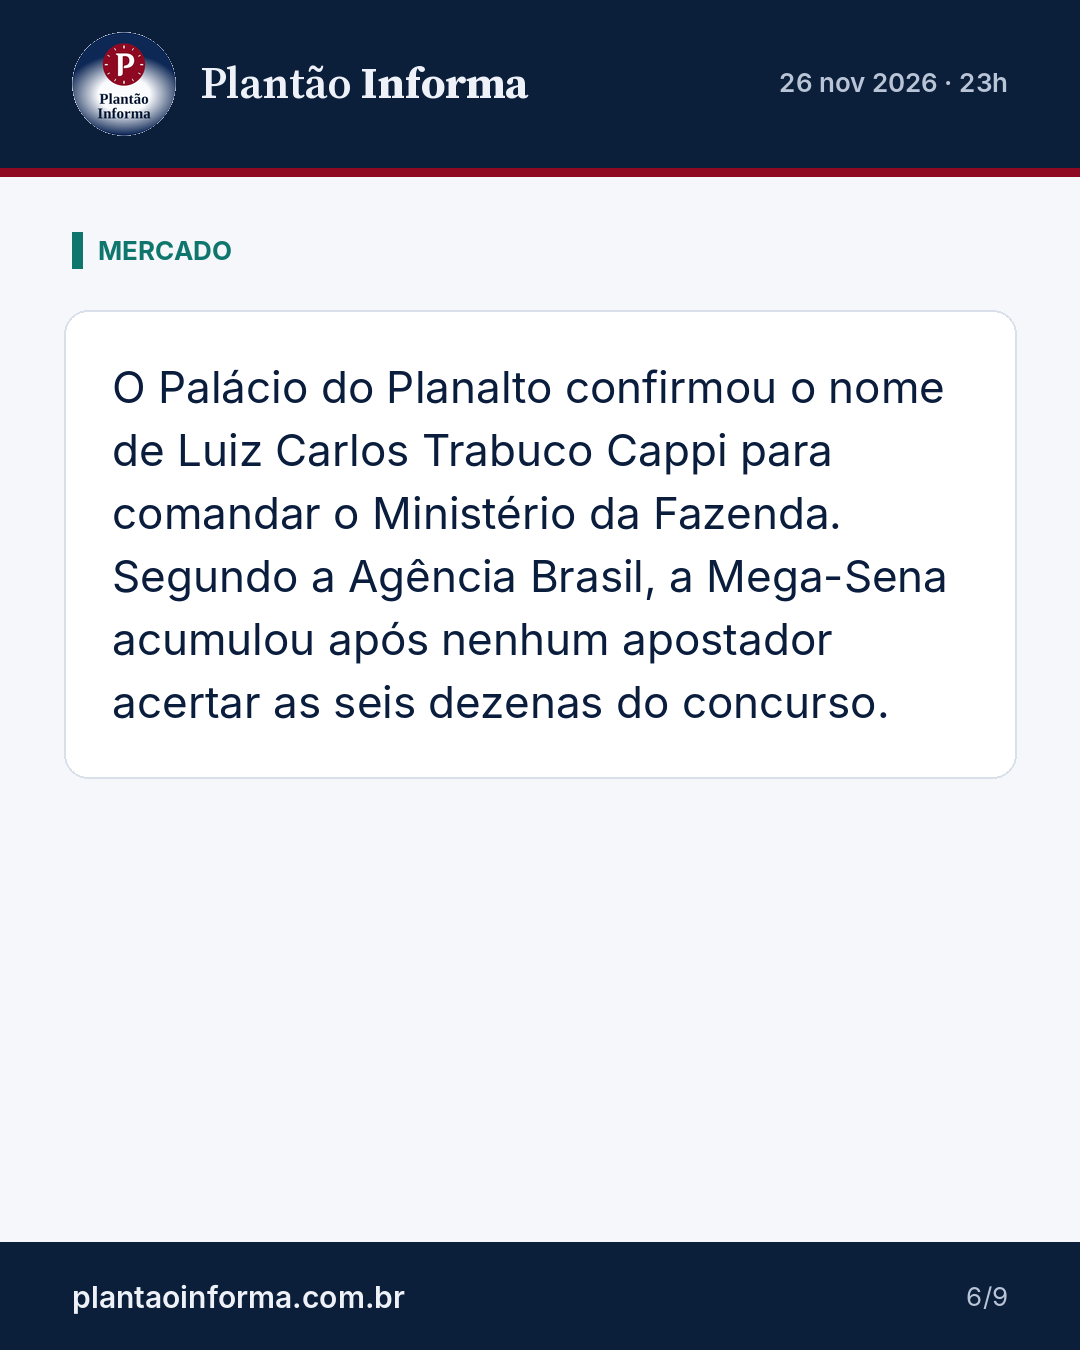 P
Plantão
Informa
Plantão Informa
26 nov 2026 · 23h
MERCADO
O Palácio do Planalto confirmou o nome
de Luiz Carlos Trabuco Cappi para
comandar o Ministério da Fazenda.
Segundo a Agência Brasil, a Mega-Sena
acumulou após nenhum apostador
acertar as seis dezenas do concurso.
plantaoinforma.com.br
6/9